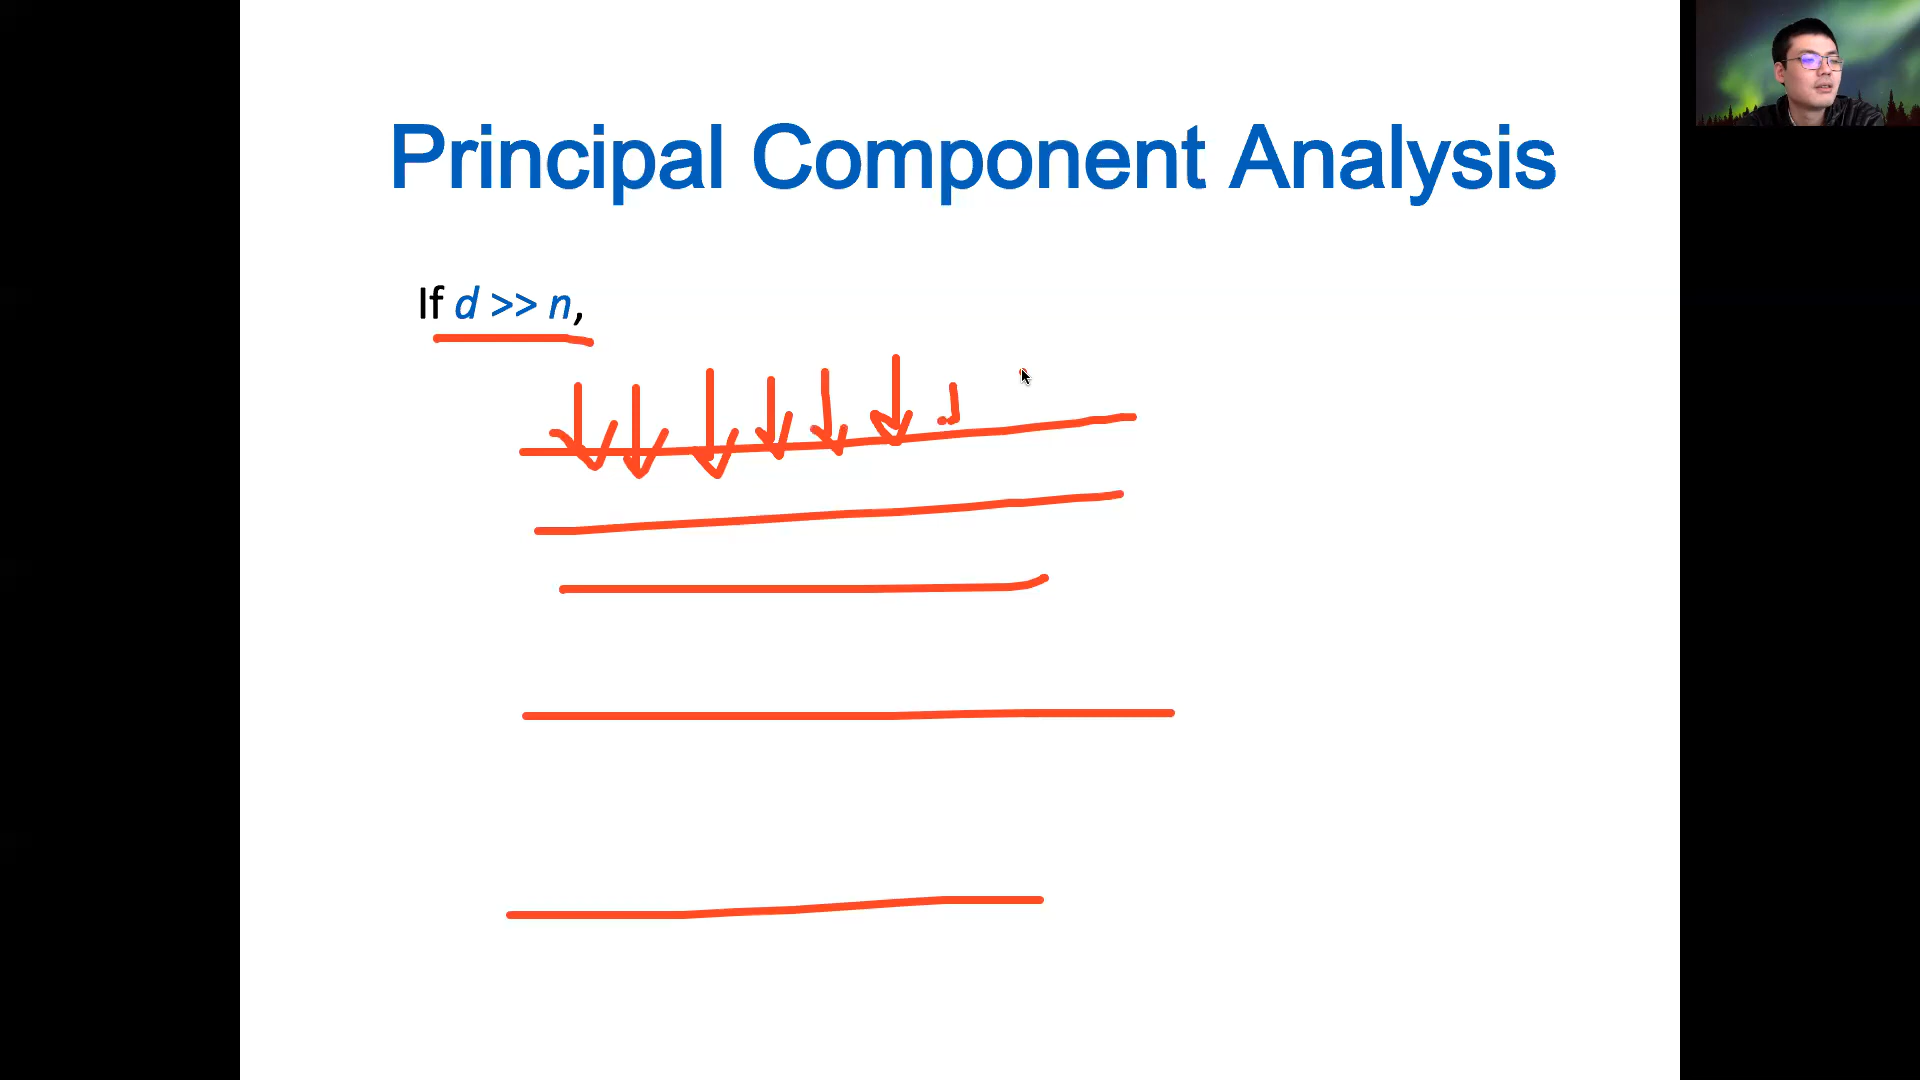 Principal Component Analysis
If d >> n,